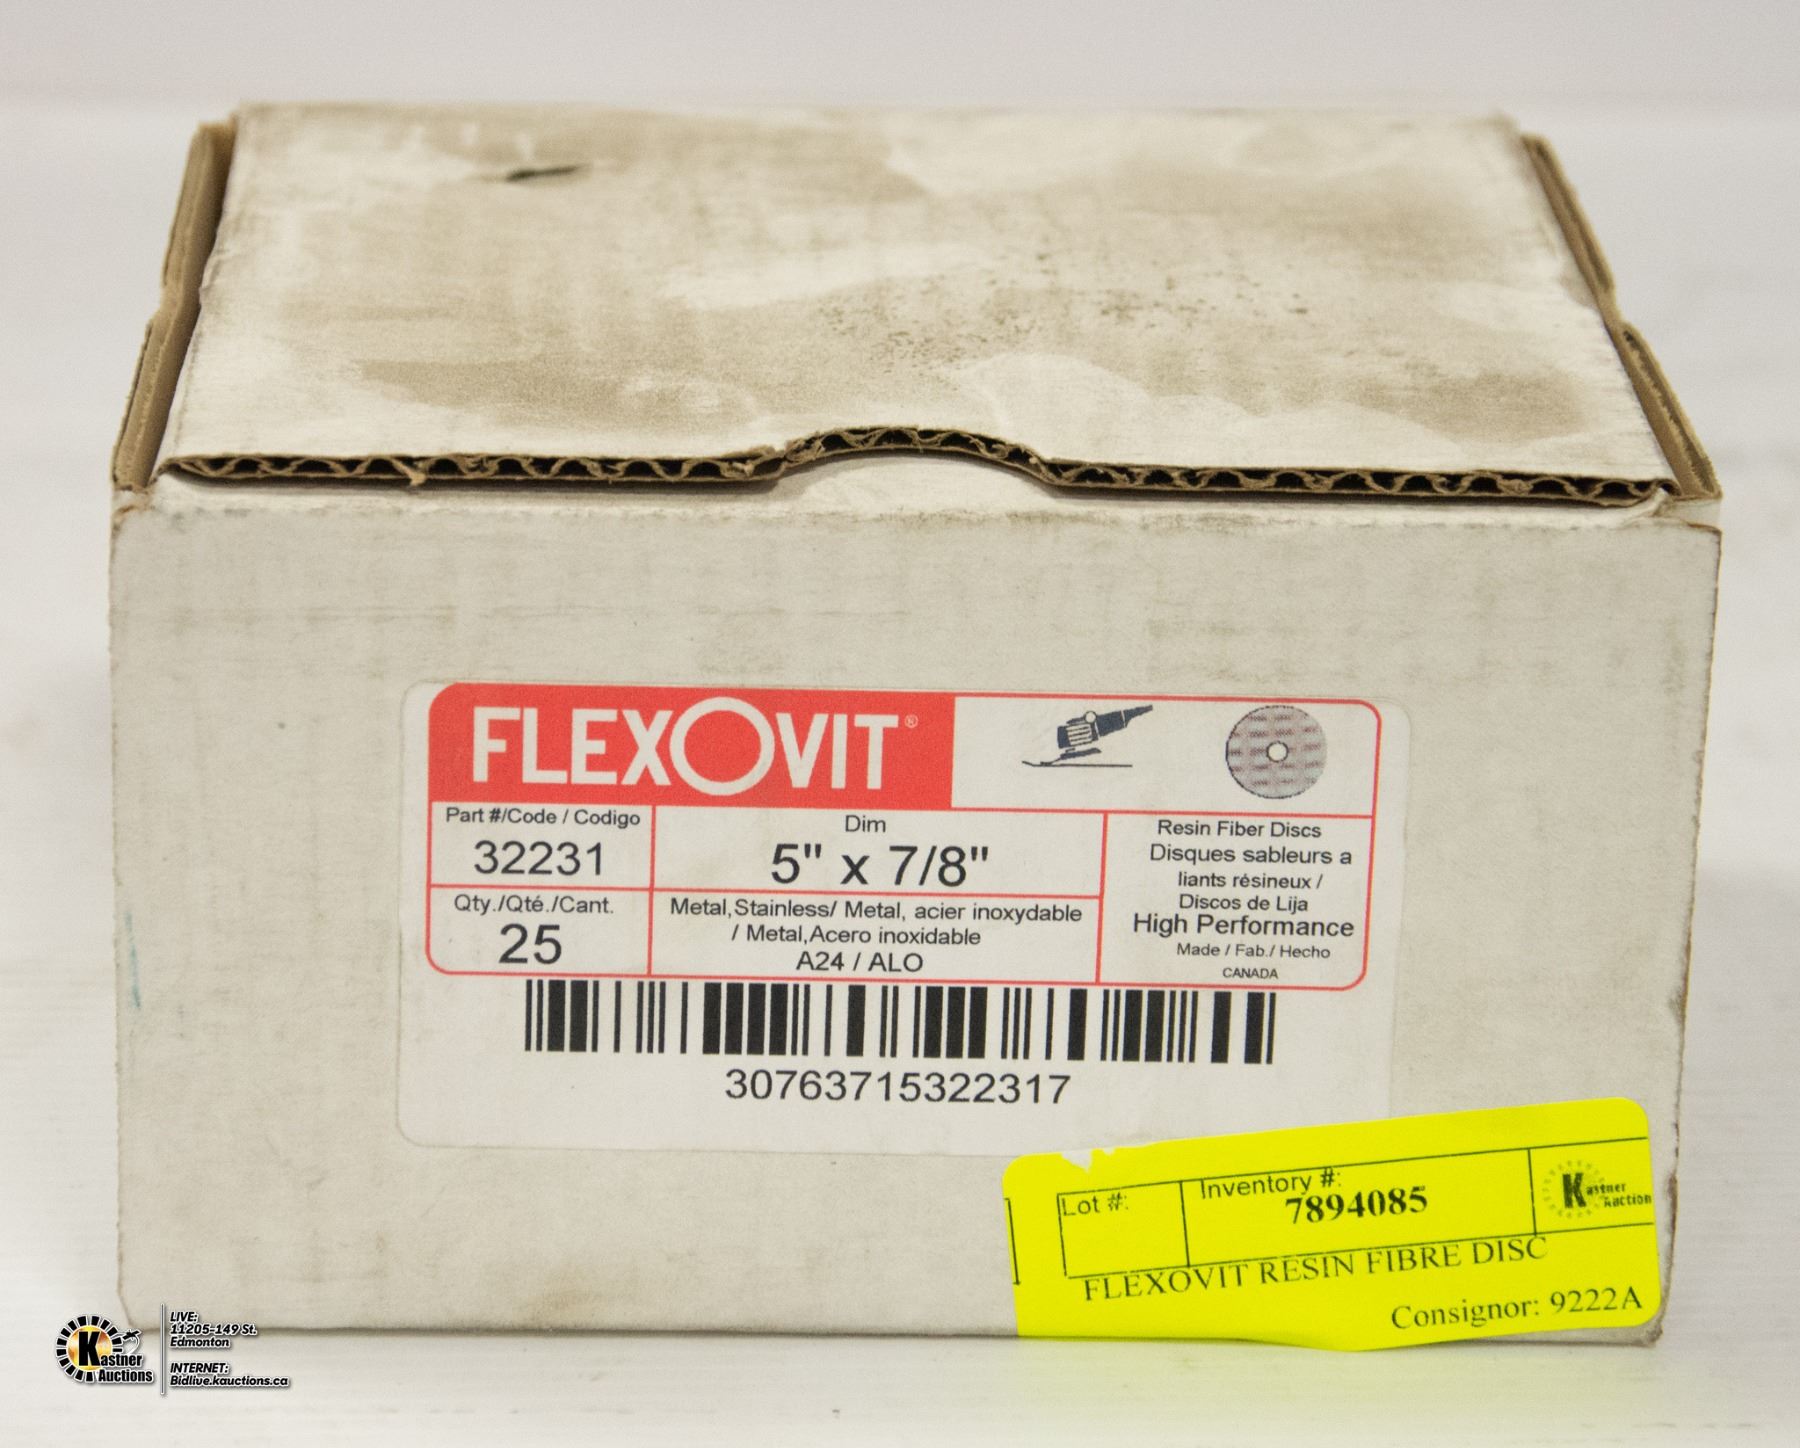 FLEXOVIT®
Part #/Code / Codigo
32231
Dim
5" x 7/8"
Resin Fiber Discs
Disques sableurs a
liants résineux /
Discos de Lija
High Performance
Made / Fab./ Hecho
CANADA
Qty./Qté./Cant.
25
Metal,Stainless/ Metal, acier inoxydable
/ Metal,Acero inoxidable
A24 / ALO
30763715322317
Lot #:
Inventory #:
7894085
Kastner
Auction
FLEXOVIT RESIN FIBRE DISC
Consignor: 9222A
Kastner
Auctions
LIVE:
11205-149 St.
Edmonton
INTERNET:
Bidlive.kauctions.ca